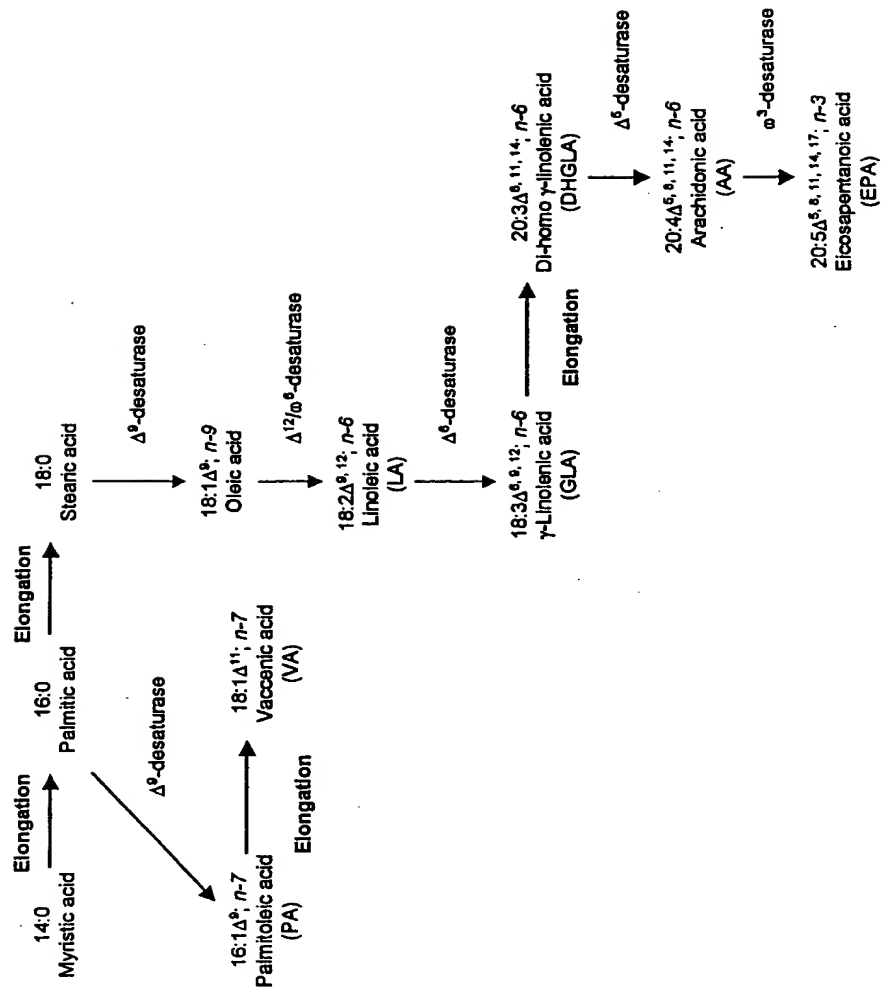 14:0
Myristic acid
Elongation
16:0
Palmitic acid
Elongation
18:0
Stearic acid
Δ⁹-desaturase
16:1Δ⁹; n-7
Palmitoleic acid
(PA)
Elongation
18:1Δ¹¹; n-7
Vaccenic acid
(VA)
Δ⁹-desaturase
18:1Δ⁹; n-9
Oleic acid
Δ¹²/ω⁶-desaturase
18:2Δ⁹,¹²; n-6
Linoleic acid
(LA)
Δ⁶-desaturase
18:3Δ⁶,⁹,¹²; n-6
γ-Linolenic acid
(GLA)
Elongation
20:3Δ⁸,¹¹,¹⁴; n-6
Di-homo γ-linolenic acid
(DHGLA)
Δ⁵-desaturase
20:4Δ⁵,⁸,¹¹,¹⁴; n-6
Arachidonic acid
(AA)
ω³-desaturase
20:5Δ⁵,⁸,¹¹,¹⁴,¹⁷; n-3
Eicosapentanoic acid
(EPA)